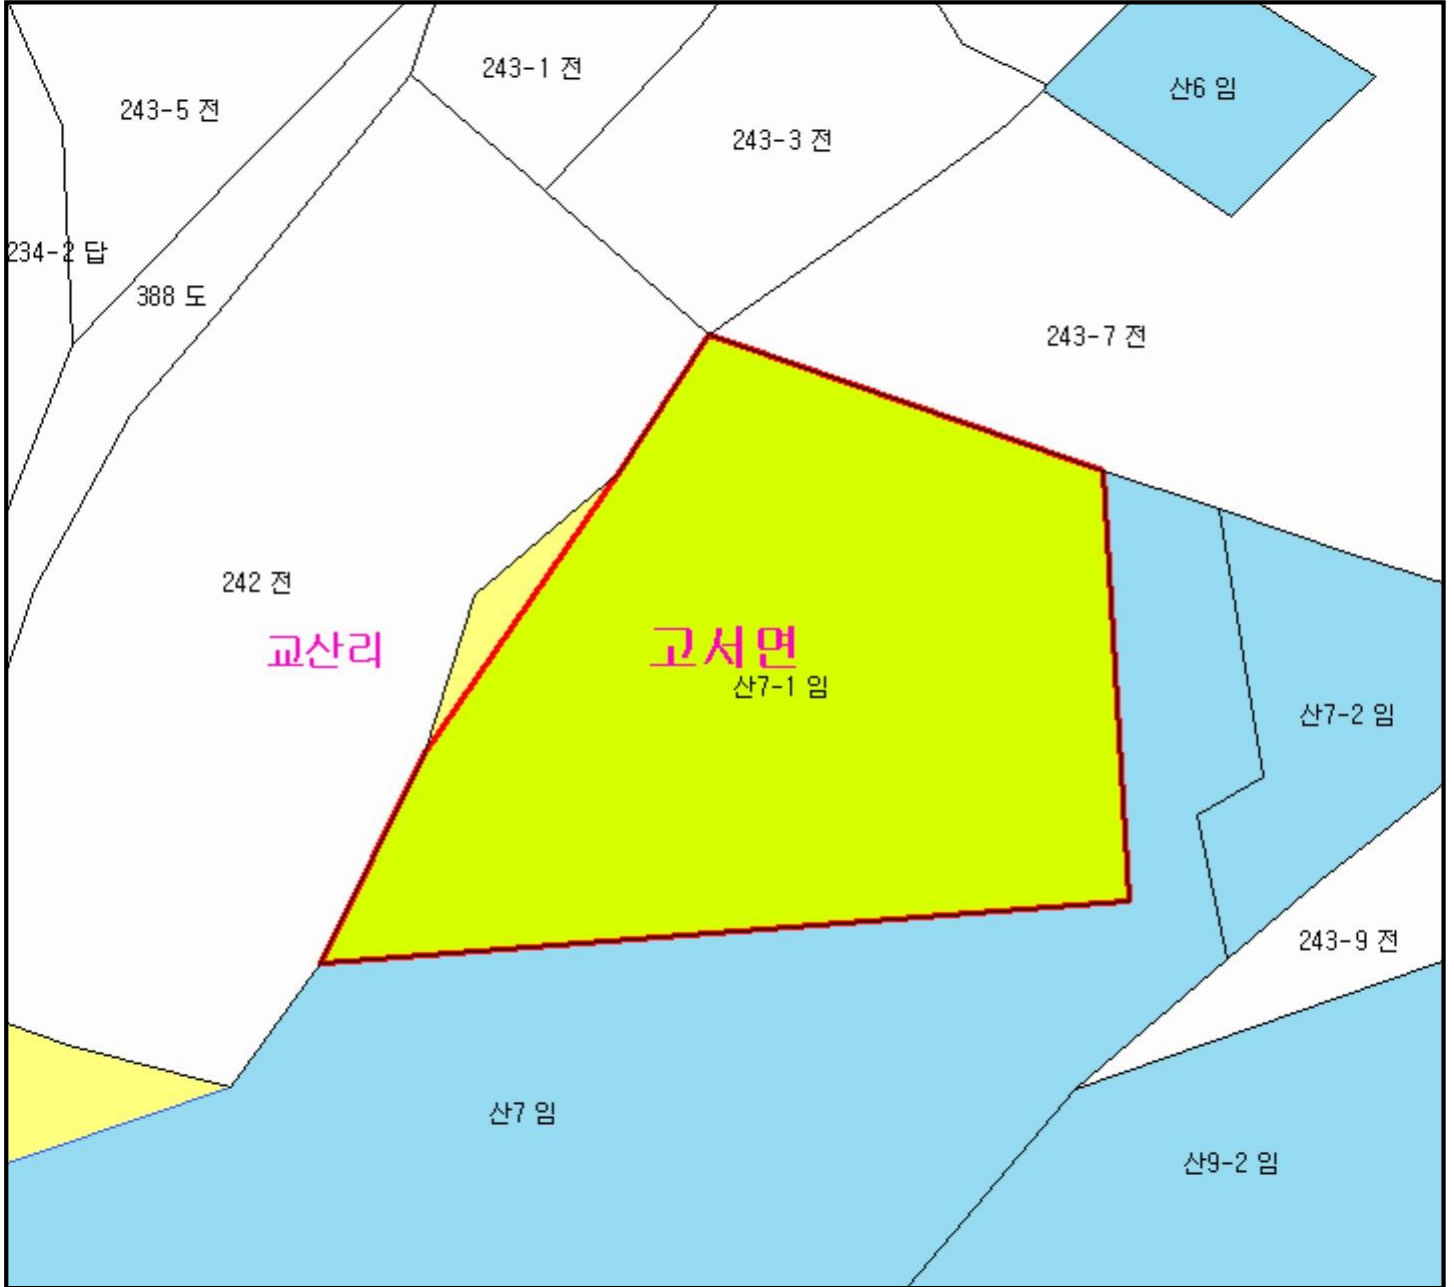 243-1 전
산6 임
243-5 전
243-3 전
234-2 답
388 도
243-7 전
242 전
교산리
고서면
산7-1 임
산7-2 임
243-9 전
산7 임
산9-2 임